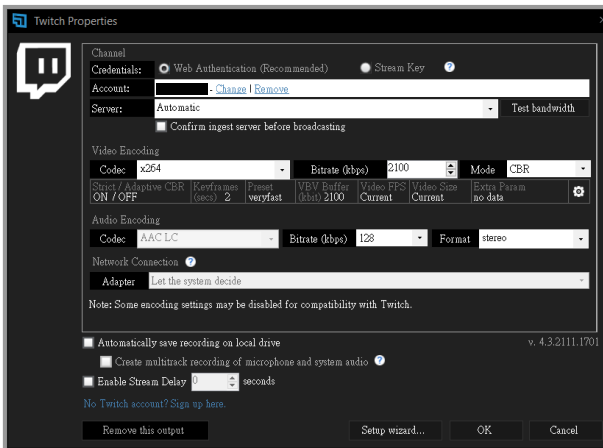 Twitch Properties
Channel
Credentials: Web Authentication (Recommended) Stream Key ?
Account: - Change | Remove
Server: Automatic Test bandwidth
Confirm ingest server before broadcasting
Video Encoding
Codec x264 Bitrate (kbps) 2100 Mode CBR
Strict / Adaptive CBR Keyframes Preset VBV Buffer Video FPS Video Size Extra Param
ON / OFF (secs) 2 veryfast (kbit) 2100 Current Current no data
Audio Encoding
Codec AAC LC Bitrate (kbps) 128 Format stereo
Network Connection ?
Adapter Let the system decide
Note: Some encoding settings may be disabled for compatibility with Twitch.
Automatically save recording on local drive v. 4.3.2111.1701
Create multitrack recording of microphone and system audio ?
Enable Stream Delay 0 seconds
No Twitch account? Sign up here.
Remove this output Setup wizard... OK Cancel